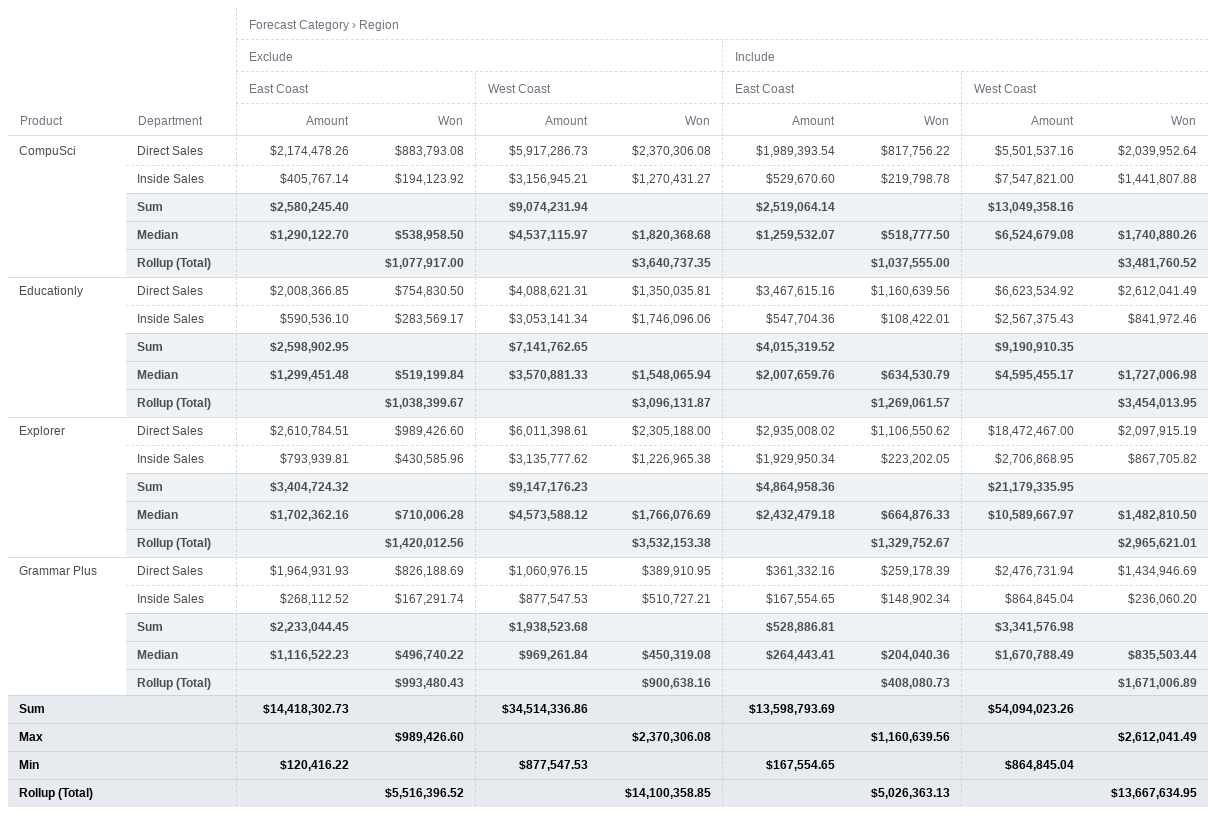 Forecast Category › Region
Exclude Include
East Coast West Coast East Coast West Coast
Product Department Amount Won Amount Won Amount Won Amount Won
CompuSci Direct Sales $2,174,478.26 $883,793.08 $5,917,286.73 $2,370,306.08 $1,989,393.54 $817,756.22 $5,501,537.16 $2,039,952.64
Inside Sales $405,767.14 $194,123.92 $3,156,945.21 $1,270,431.27 $529,670.60 $219,798.78 $7,547,821.00 $1,441,807.88
Sum $2,580,245.40 $9,074,231.94 $2,519,064.14 $13,049,358.16
Median $1,290,122.70 $538,958.50 $4,537,115.97 $1,820,368.68 $1,259,532.07 $518,777.50 $6,524,679.08 $1,740,880.26
Rollup (Total) $1,077,917.00 $3,640,737.35 $1,037,555.00 $3,481,760.52
Educationly Direct Sales $2,008,366.85 $754,830.50 $4,088,621.31 $1,350,035.81 $3,467,615.16 $1,160,639.56 $6,623,534.92 $2,612,041.49
Inside Sales $590,536.10 $283,569.17 $3,053,141.34 $1,746,096.06 $547,704.36 $108,422.01 $2,567,375.43 $841,972.46
Sum $2,598,902.95 $7,141,762.65 $4,015,319.52 $9,190,910.35
Median $1,299,451.48 $519,199.84 $3,570,881.33 $1,548,065.94 $2,007,659.76 $634,530.79 $4,595,455.17 $1,727,006.98
Rollup (Total) $1,038,399.67 $3,096,131.87 $1,269,061.57 $3,454,013.95
Explorer Direct Sales $2,610,784.51 $989,426.60 $6,011,398.61 $2,305,188.00 $2,935,008.02 $1,106,550.62 $18,472,467.00 $2,097,915.19
Inside Sales $793,939.81 $430,585.96 $3,135,777.62 $1,226,965.38 $1,929,950.34 $223,202.05 $2,706,868.95 $867,705.82
Sum $3,404,724.32 $9,147,176.23 $4,864,958.36 $21,179,335.95
Median $1,702,362.16 $710,006.28 $4,573,588.12 $1,766,076.69 $2,432,479.18 $664,876.33 $10,589,667.97 $1,482,810.50
Rollup (Total) $1,420,012.56 $3,532,153.38 $1,329,752.67 $2,965,621.01
Grammar Plus Direct Sales $1,964,931.93 $826,188.69 $1,060,976.15 $389,910.95 $361,332.16 $259,178.39 $2,476,731.94 $1,434,946.69
Inside Sales $268,112.52 $167,291.74 $877,547.53 $510,727.21 $167,554.65 $148,902.34 $864,845.04 $236,060.20
Sum $2,233,044.45 $1,938,523.68 $528,886.81 $3,341,576.98
Median $1,116,522.23 $496,740.22 $969,261.84 $450,319.08 $264,443.41 $204,040.36 $1,670,788.49 $835,503.44
Rollup (Total) $993,480.43 $900,638.16 $408,080.73 $1,671,006.89
Sum $14,418,302.73 $34,514,336.86 $13,598,793.69 $54,094,023.26
Max $989,426.60 $2,370,306.08 $1,160,639.56 $2,612,041.49
Min $120,416.22 $877,547.53 $167,554.65 $864,845.04
Rollup (Total) $5,516,396.52 $14,100,358.85 $5,026,363.13 $13,667,634.95